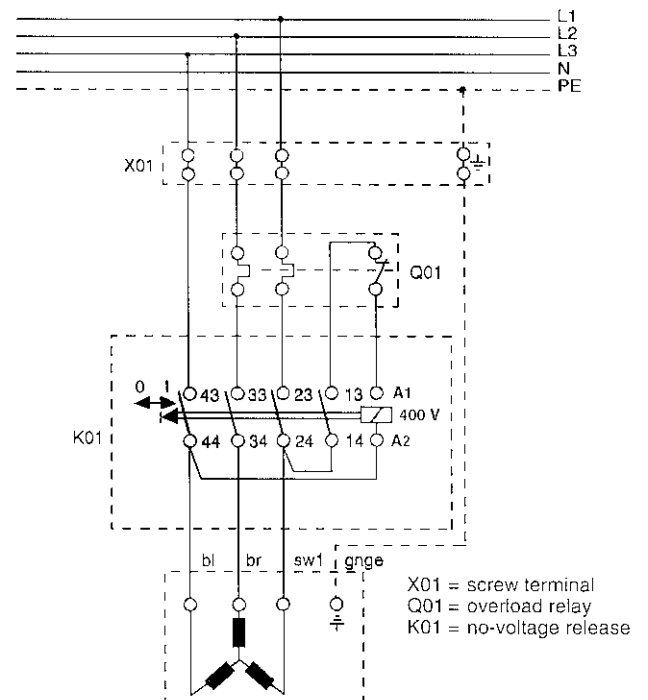 L1
L2
L3
N
PE
X01
Q01
0 1
43 33 23 13 A1
400 V
K01
44 34 24 14 A2
bl br sw1 gnge
X01 = screw terminal
Q01 = overload relay
K01 = no-voltage release